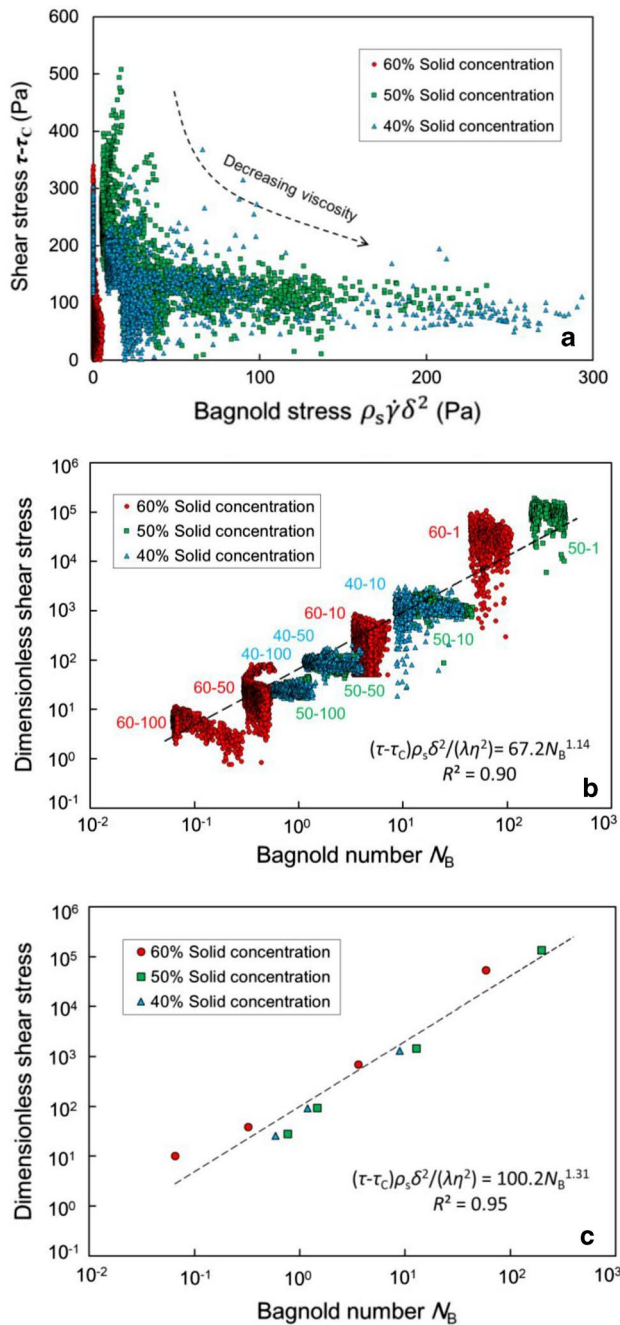 600
500
400
300
200
100
0
Shear stress τ-τC (Pa)
60% Solid concentration
50% Solid concentration
40% Solid concentration
Decreasing viscosity
a
0 100 200 300
Bagnold stress ρsγ̇δ² (Pa)
10⁶
10⁵
10⁴
10³
10²
10¹
10⁰
10⁻¹
Dimensionless shear stress
60% Solid concentration
50% Solid concentration
40% Solid concentration
60-1
50-1
40-10
60-10
50-10
40-50
40-100
60-50
50-50
60-100
50-100
(τ-τC)ρsδ²/(λη²)= 67.2NB^1.14
R² = 0.90
b
10⁻² 10⁻¹ 10⁰ 10¹ 10² 10³
Bagnold number NB
10⁶
10⁵
10⁴
10³
10²
10¹
10⁰
10⁻¹
Dimensionless shear stress
60% Solid concentration
50% Solid concentration
40% Solid concentration
(τ-τC)ρsδ²/(λη²) = 100.2NB^1.31
R² = 0.95
c
10⁻² 10⁻¹ 10⁰ 10¹ 10² 10³
Bagnold number NB